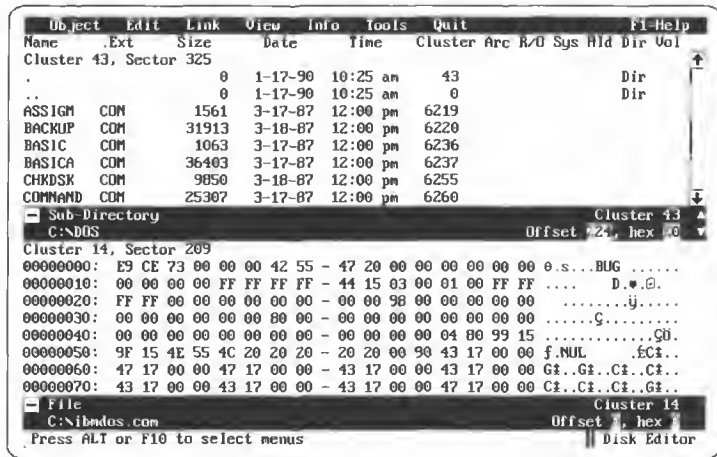 Object Edit Link View Info Tools Quit F1-Help
Name .Ext Size Date Time Cluster Arc R/O Sys Hid Dir Vol
Cluster 43, Sector 325
. 0 1-17-90 10:25 am 43 Dir
.. 0 1-17-90 10:25 am 0 Dir
ASSIGN COM 1561 3-17-87 12:00 pm 6219
BACKUP COM 31913 3-18-87 12:00 pm 6220
BASIC COM 1063 3-17-87 12:00 pm 6236
BASICA COM 36403 3-17-87 12:00 pm 6237
CHKDSK COM 9850 3-18-87 12:00 pm 6255
COMMAND COM 25307 3-17-87 12:00 pm 6260
Sub-Directory Cluster 43
C:\DOS Offset , hex
Cluster 14, Sector 209
00000000: E9 CE 73 00 00 00 42 55 - 47 20 00 00 00 00 00 00 θ.s...BUG ......
00000010: 00 00 00 00 FF FF FF FF - 44 15 03 00 01 00 FF FF .... D.♥.☺.
00000020: FF FF 00 00 00 00 00 00 - 00 00 98 00 00 00 00 00 ........ÿ.....
00000030: 00 00 00 00 00 00 80 00 - 00 00 00 00 00 00 00 00 ......Ç.........
00000040: 00 00 00 00 00 00 00 00 - 00 00 00 00 04 80 99 15 ............ÇÖ.
00000050: 9F 15 4E 55 4C 20 20 20 - 20 20 00 90 43 17 00 00 ƒ.NUL .£C‡..
00000060: 47 17 00 00 47 17 00 00 - 43 17 00 00 43 17 00 00 G‡..G‡..C‡..C‡..
00000070: 43 17 00 00 43 17 00 00 - 43 17 00 00 47 17 00 00 C‡..C‡..C‡..G‡..
File Cluster 14
C:\ibmdos.com Offset , hex
Press ALT or F10 to select menus Disk Editor